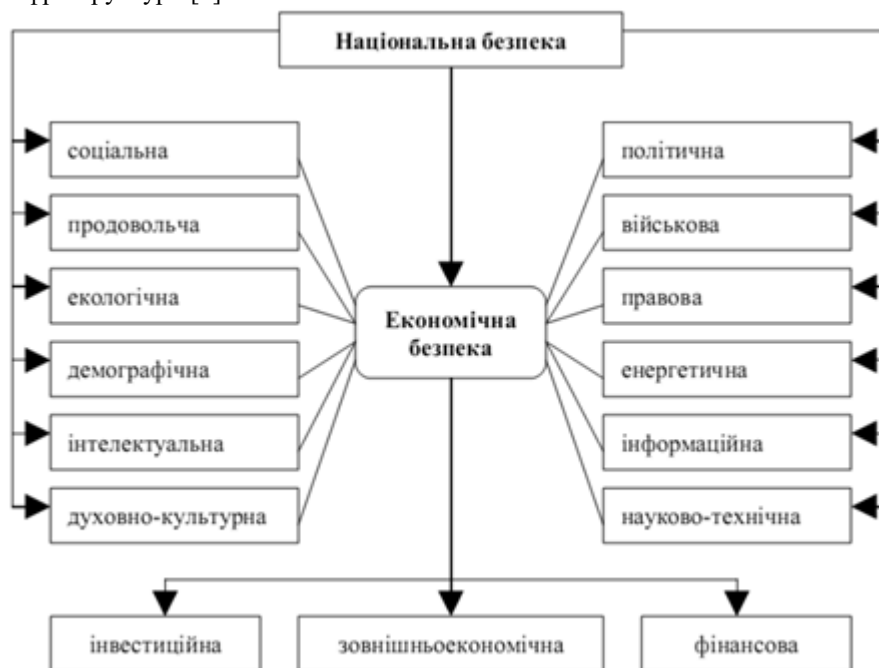 Національна безпека
соціальна
політична
продовольча
військова
екологічна
правова
Економічна
безпека
демографічна
енергетична
інтелектуальна
інформаційна
духовно-культурна
науково-технічна
інвестиційна
зовнішньоекономічна
фінансова